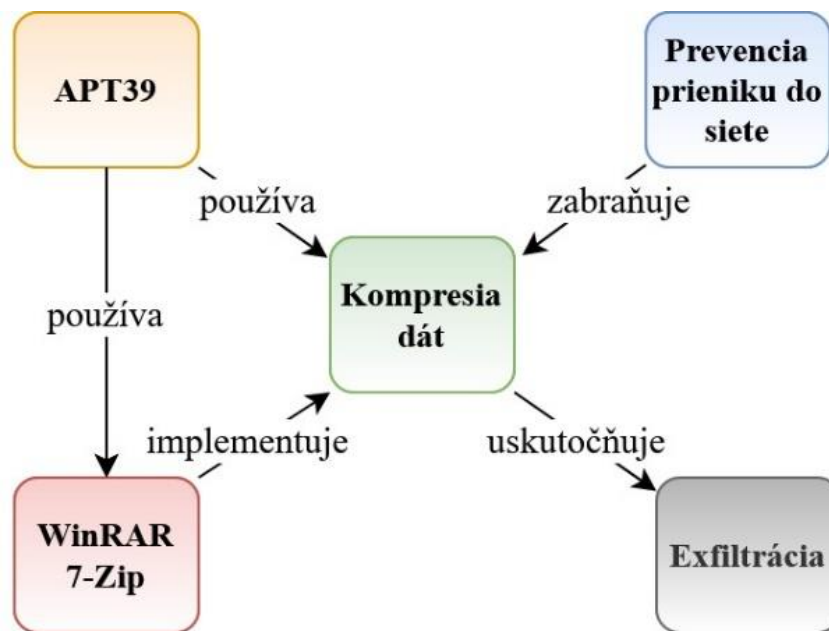 APT39
Prevencia
prieniku do
siete
používa
zabraňuje
Kompresia
dát
používa
implementuje
uskutočňuje
WinRAR
7-Zip
Exfiltrácia